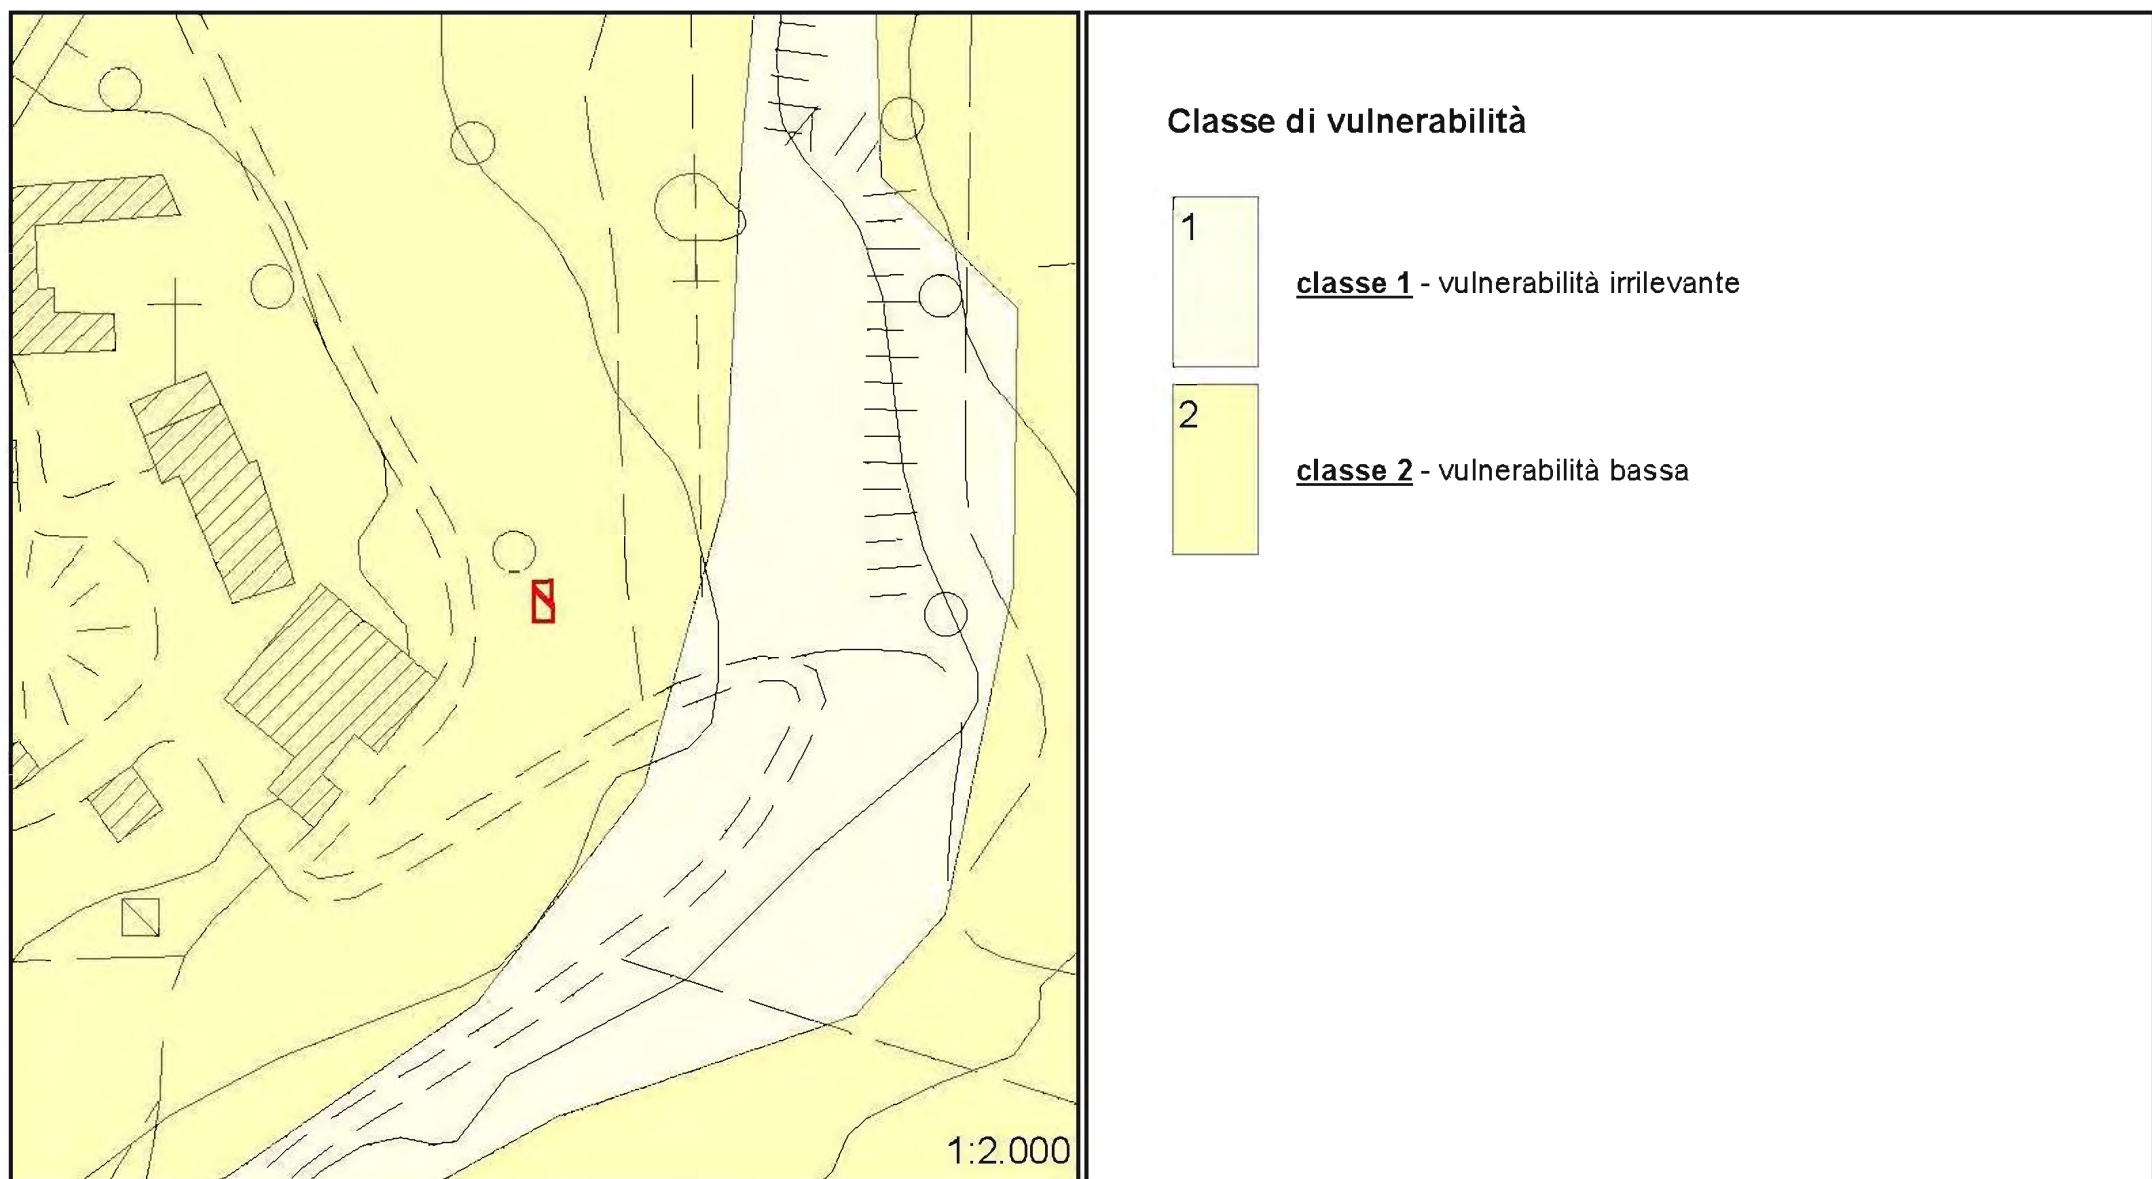 Classe di vulnerabilità
1
classe 1 - vulnerabilità irrilevante
2
classe 2 - vulnerabilità bassa
1:2.000